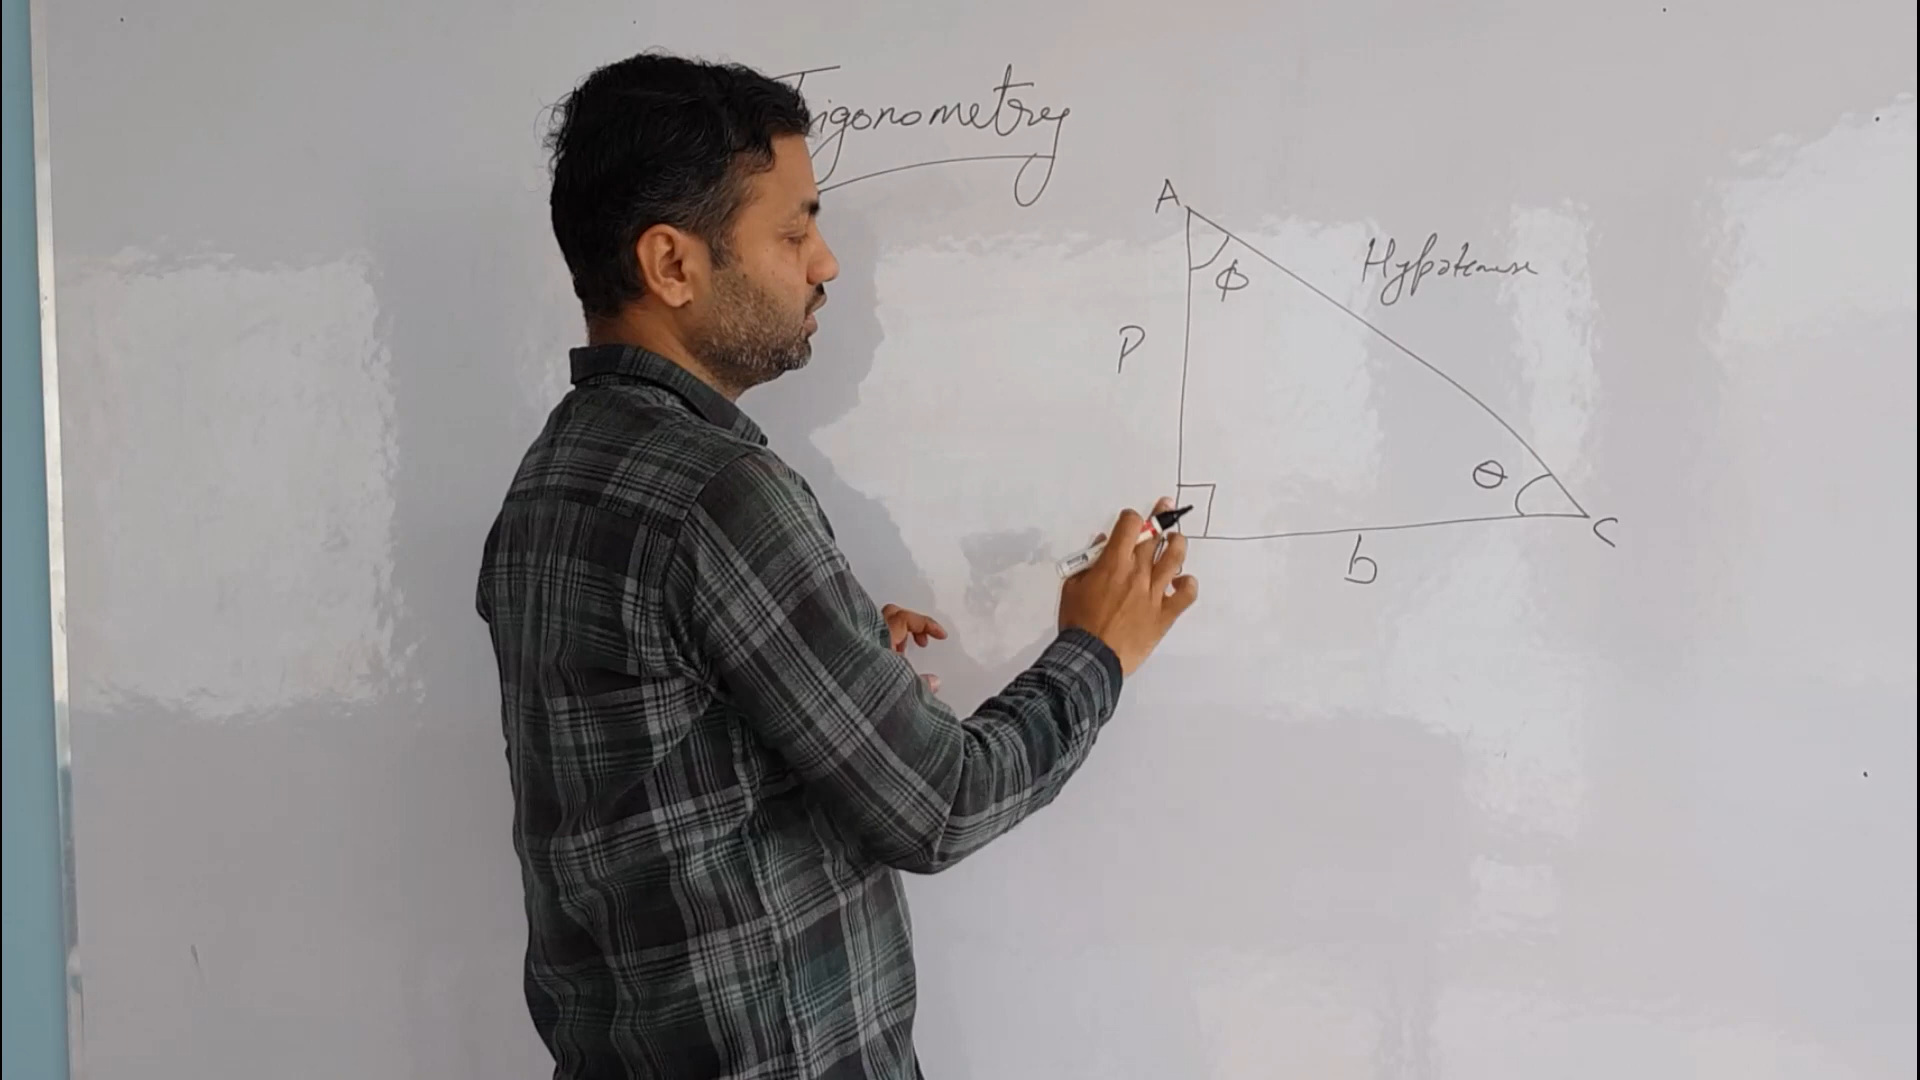 Trigonometry
A
Hypotenuse
ϕ
P
θ
C
b